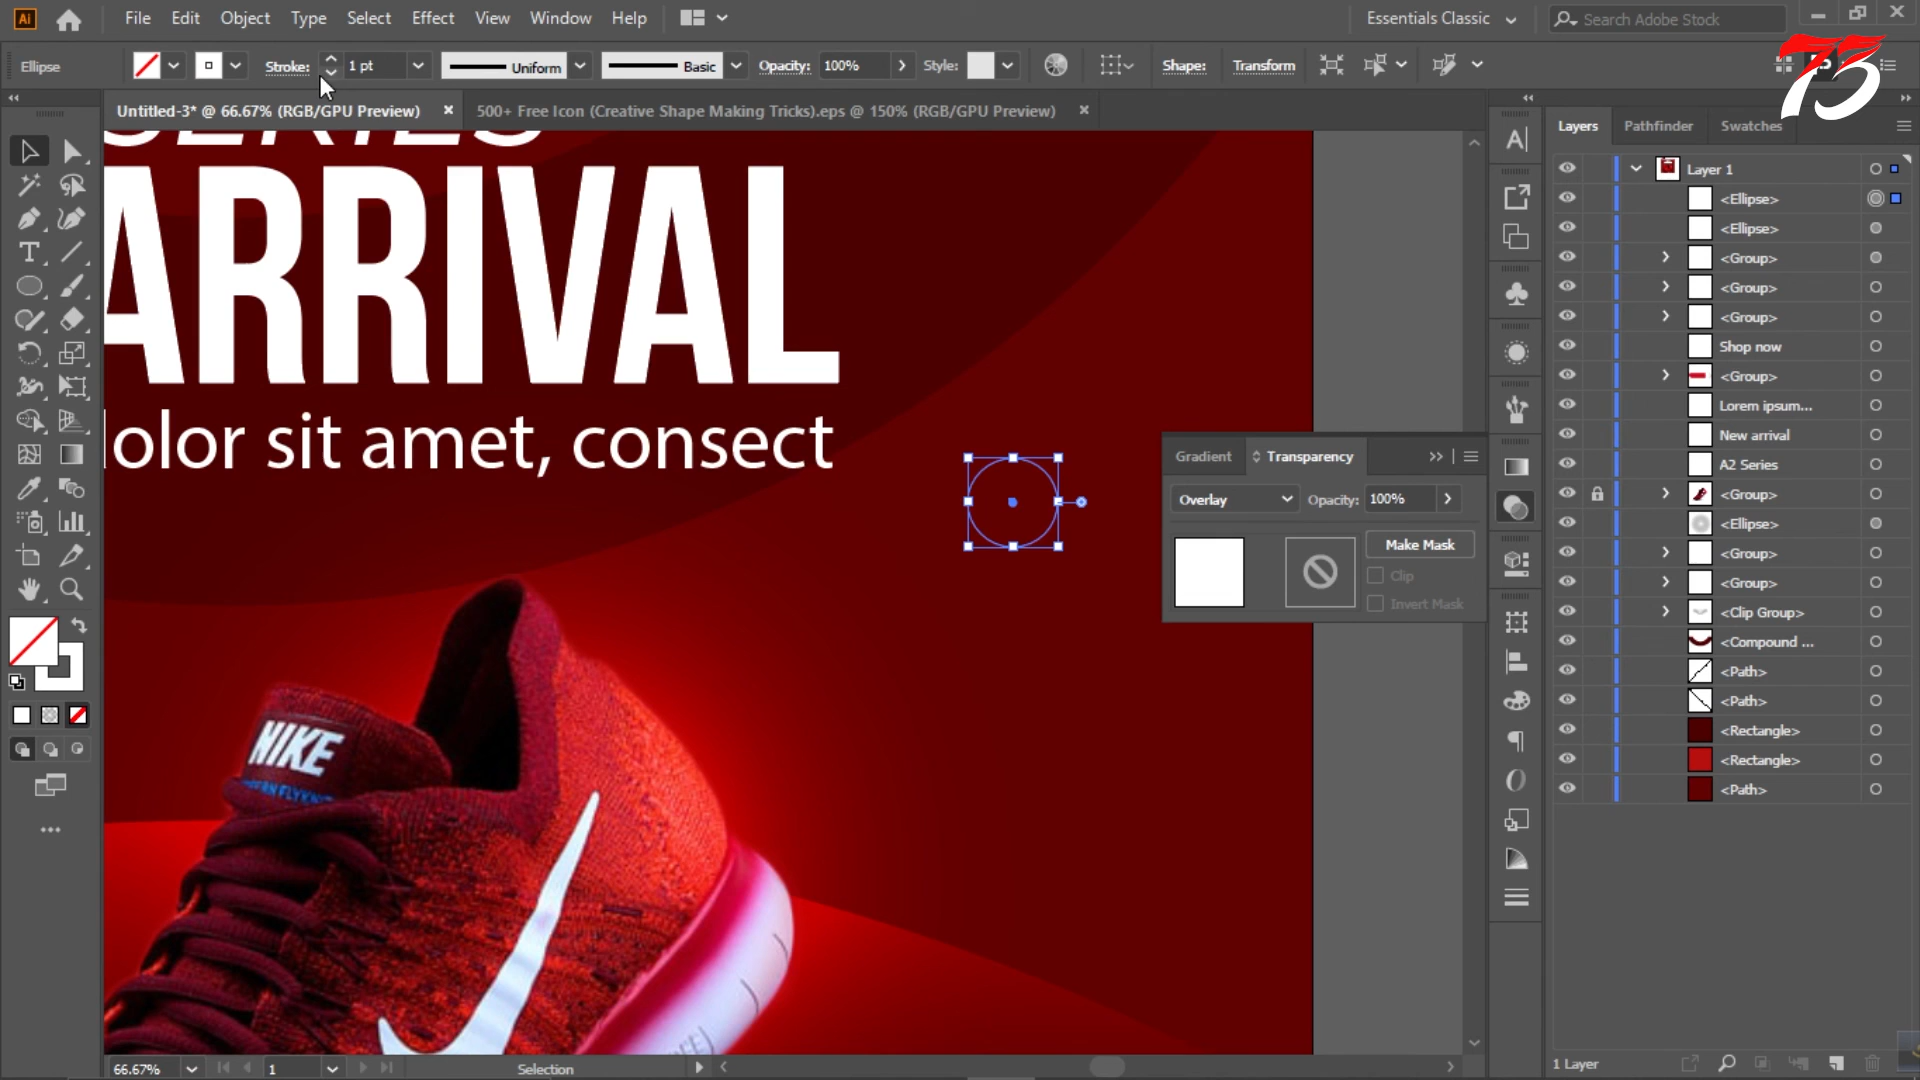 Ai File Edit Object Type Select Effect View Window Help Essentials Classic Search Adobe Stock
Ellipse Stroke: 1 pt Uniform Basic Opacity: 100% Style: Shape: Transform
75
Untitled-3* @ 66.67% (RGB/GPU Preview) 500+ Free Icon (Creative Shape Making Tricks).eps @ 150% (RGB/GPU Preview)
Layers Pathfinder Swatches
SERIES
ARRIVAL
dolor sit amet, consect
NIKE
Gradient Transparency
Overlay Opacity: 100%
Make Mask
Clip
Invert Mask
Layer 1
<Ellipse>
<Ellipse>
<Group>
<Group>
<Group>
Shop now
<Group>
Lorem ipsum...
New arrival
A2 Series
<Group>
<Ellipse>
<Group>
<Group>
<Clip Group>
<Compound ...
<Path>
<Path>
<Rectangle>
<Rectangle>
<Path>
1 Layer
66.67% 1 Selection